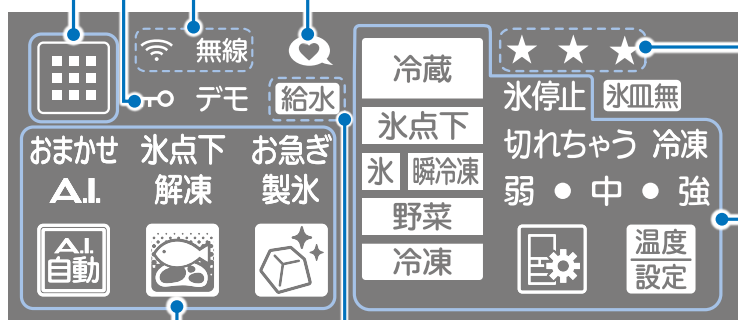 無線
デモ
給水
おまかせ
A.I.
氷点下
解凍
お急ぎ
製氷
A.I.
自動
冷蔵
氷点下
氷 瞬冷凍
野菜
冷凍
★ ★ ★
氷停止 氷皿無
切れちゃう 冷凍
弱 ● 中 ● 強
温度
設定